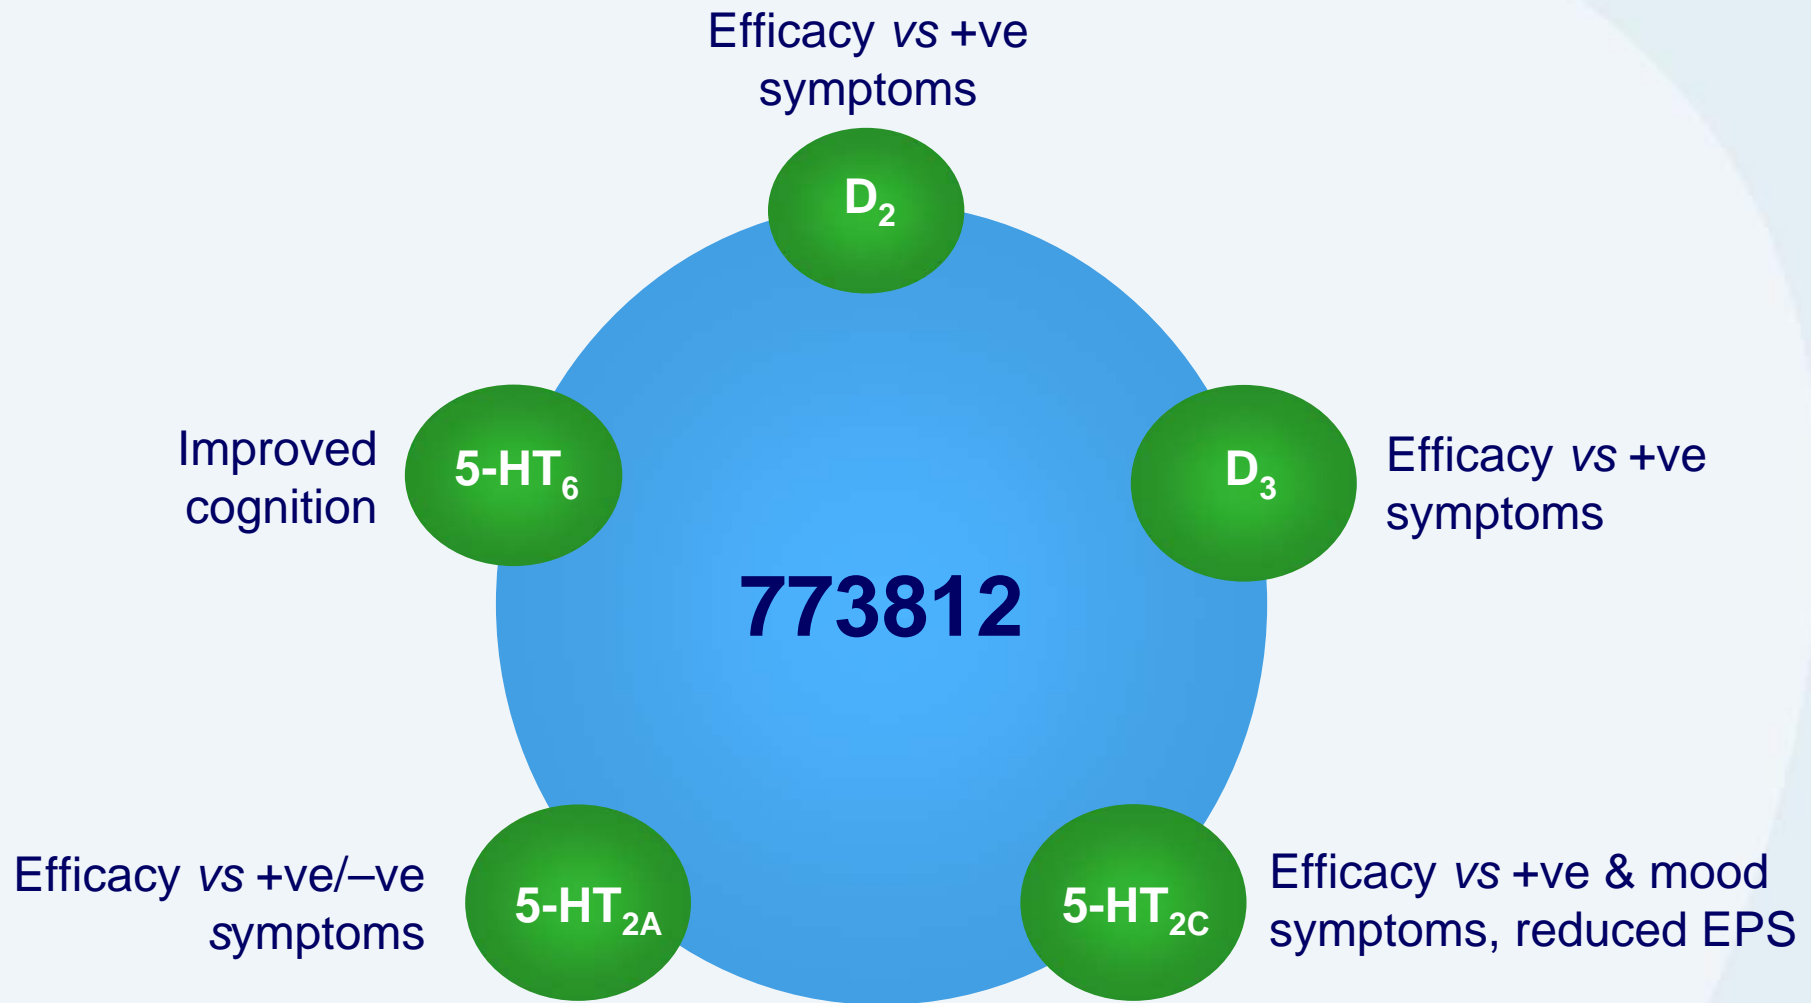 Efficacy vs +ve
symptoms
D2
Improved
cognition
5-HT6
D3
Efficacy vs +ve
symptoms
773812
Efficacy vs +ve/–ve
symptoms
5-HT2A
5-HT2C
Efficacy vs +ve & mood
symptoms, reduced EPS